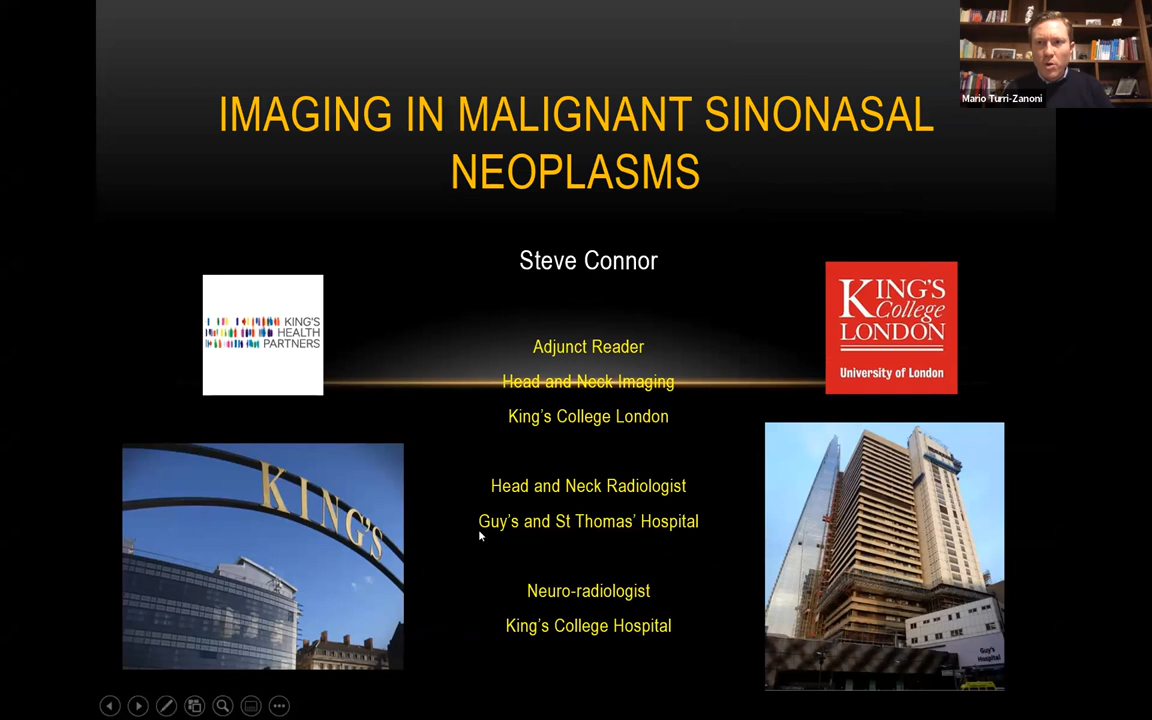 Mario Turri-Zanoni
IMAGING IN MALIGNANT SINONASAL
NEOPLASMS
Steve Connor
KING'S
HEALTH
PARTNERS
KING'S
College
LONDON
University of London
Adjunct Reader
Head and Neck Imaging
King's College London
Head and Neck Radiologist
Guy's and St Thomas' Hospital
Neuro-radiologist
King's College Hospital
KING'S
Guy's
Hospital